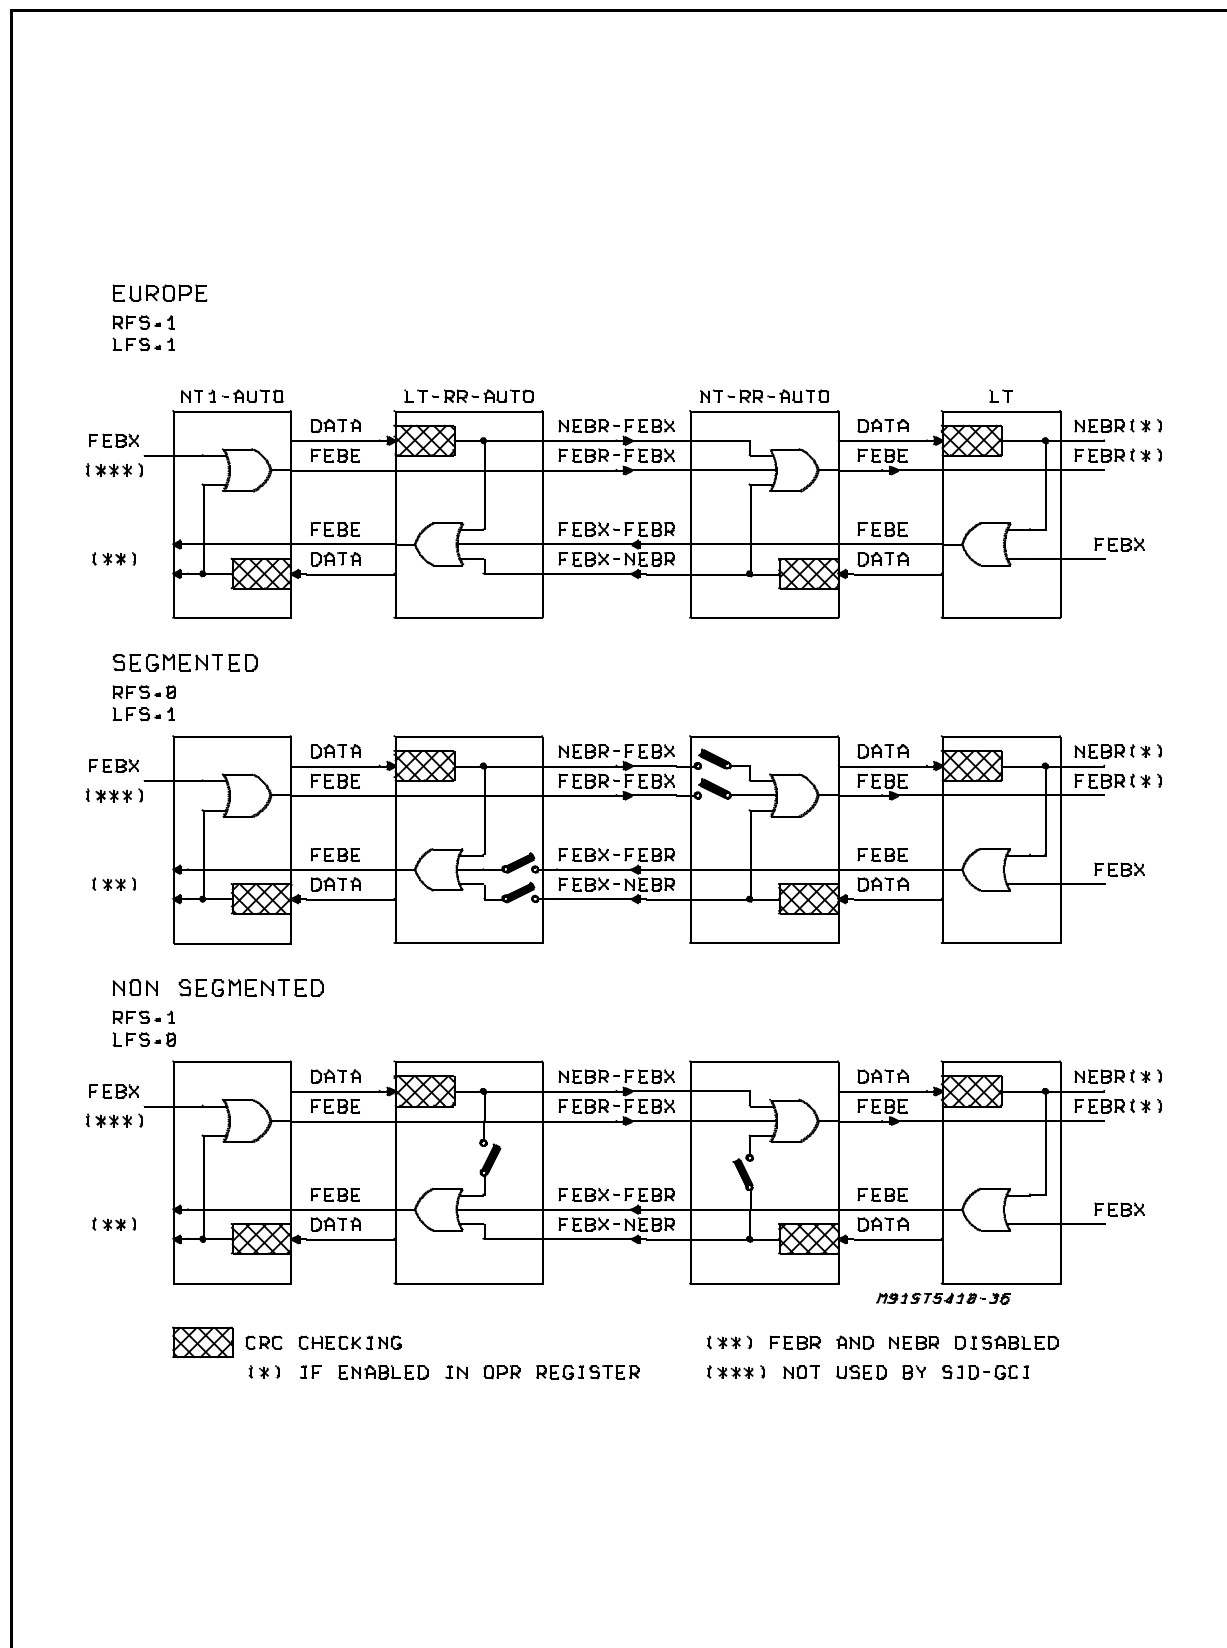 EUROPE
RFS=1
LFS=1
NT1-AUTO LT-RR-AUTO NT-RR-AUTO LT
DATA NEBR-FEBX DATA NEBR(*)
FEBX FEBE FEBR-FEBX FEBE FEBR(*)
(***)
FEBE FEBX-FEBR FEBE FEBX
(**) DATA FEBX-NEBR DATA
SEGMENTED
RFS=0
LFS=1
DATA NEBR-FEBX DATA NEBR(*)
FEBX FEBE FEBR-FEBX FEBE FEBR(*)
(***)
FEBE FEBX-FEBR FEBE FEBX
(**) DATA FEBX-NEBR DATA
NON SEGMENTED
RFS=1
LFS=0
DATA NEBR-FEBX DATA NEBR(*)
FEBX FEBE FEBR-FEBX FEBE FEBR(*)
(***)
FEBE FEBX-FEBR FEBE FEBX
(**) DATA FEBX-NEBR DATA
M91ST5410-36
CRC CHECKING (**) FEBR AND NEBR DISABLED
(*) IF ENABLED IN OPR REGISTER (***) NOT USED BY SID-GCI